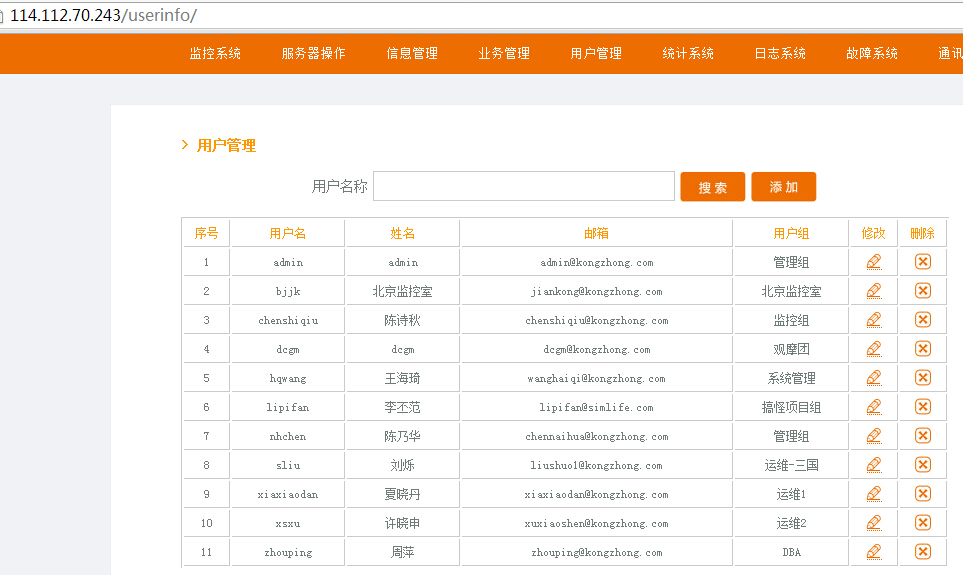 114.112.70.243/userinfo/
监控系统 服务器操作 信息管理 业务管理 用户管理 统计系统 日志系统 故障系统 通讯
用户管理
用户名称 搜 索 添 加
序号 用户名 姓名 邮箱 用户组 修改 删除
1 admin admin admin@kongzhong.com 管理组
2 bjjk 北京监控室 jiankong@kongzhong.com 北京监控室
3 chenshiqiu 陈诗秋 chenshiqiu@kongzhong.com 监控组
4 dcgm dcgm dcgm@kongzhong.com 观摩团
5 hqwang 王海琦 wanghaiqi@kongzhong.com 系统管理
6 lipifan 李丕范 lipifan@simlife.com 搞怪项目组
7 nhchen 陈乃华 chennaihua@kongzhong.com 管理组
8 sliu 刘烁 liushuo1@kongzhong.com 运维-三国
9 xiaxiaodan 夏晓丹 xiaxiaodan@kongzhong.com 运维1
10 xsxu 许晓申 xuxiaoshen@kongzhong.com 运维2
11 zhouping 周萍 zhouping@kongzhong.com DBA